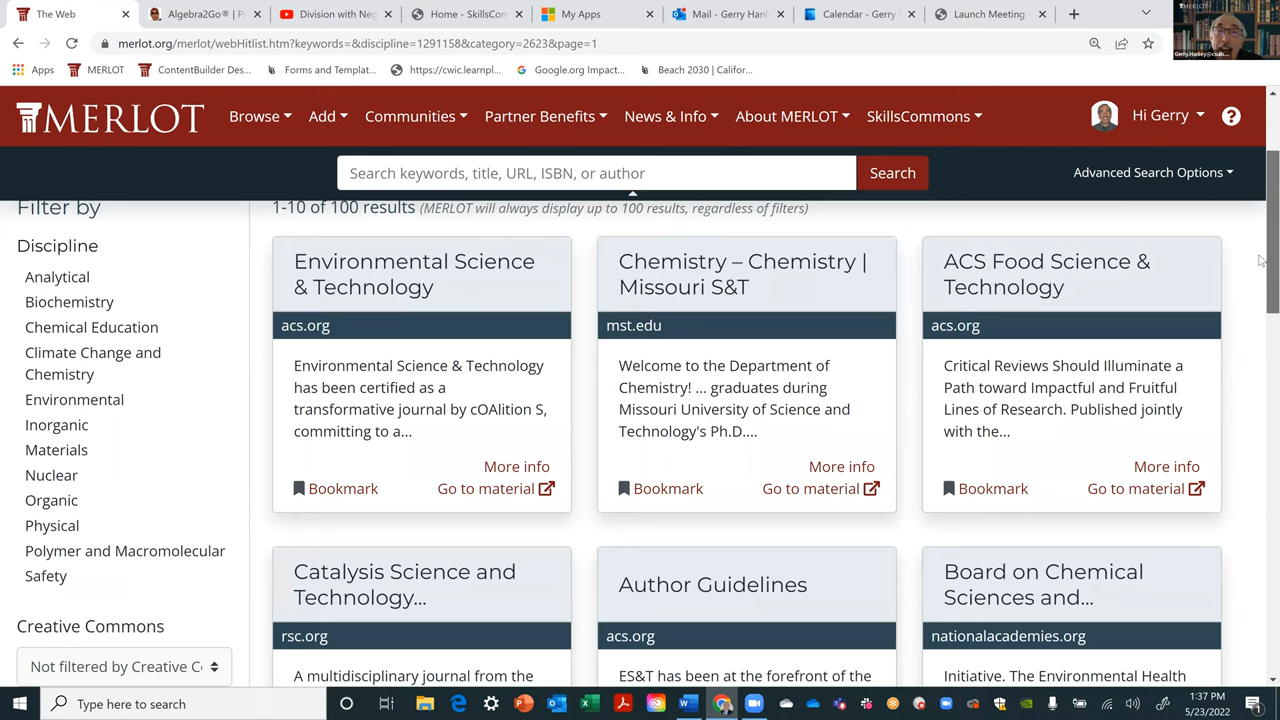 The Web
Algebra2Go® | P
Division with Neg
Home - SkillsCom
My Apps
Mail - Gerry Han
Calendar - Gerry
Launch Meeting -
MERLOT
Gerry.Hanley@csulb....
merlot.org/merlot/webHitlist.htm?keywords=&discipline=1291158&category=2623&page=1
Apps
MERLOT
ContentBuilder Des...
Forms and Templat...
https://cwic.learnpl...
Google.org Impact...
Beach 2030 | Califor...
MERLOT
Browse
Add
Communities
Partner Benefits
News & Info
About MERLOT
SkillsCommons
Hi Gerry
?
Search keywords, title, URL, ISBN, or author
Search
Advanced Search Options
Filter by
1-10 of 100 results (MERLOT will always display up to 100 results, regardless of filters)
Discipline
Analytical
Biochemistry
Chemical Education
Climate Change and
Chemistry
Environmental
Inorganic
Materials
Nuclear
Organic
Physical
Polymer and Macromolecular
Safety
Creative Commons
Not filtered by Creative C
Environmental Science
& Technology
acs.org
Environmental Science & Technology
has been certified as a
transformative journal by cOAlition S,
committing to a...
More info
Bookmark
Go to material
Chemistry – Chemistry |
Missouri S&T
mst.edu
Welcome to the Department of
Chemistry! ... graduates during
Missouri University of Science and
Technology's Ph.D....
More info
Bookmark
Go to material
ACS Food Science &
Technology
acs.org
Critical Reviews Should Illuminate a
Path toward Impactful and Fruitful
Lines of Research. Published jointly
with the...
More info
Bookmark
Go to material
Catalysis Science and
Technology...
rsc.org
A multidisciplinary journal from the
Author Guidelines
acs.org
ES&T has been at the forefront of the
Board on Chemical
Sciences and...
nationalacademies.org
Initiative. The Environmental Health
Type here to search
1:37 PM
5/23/2022